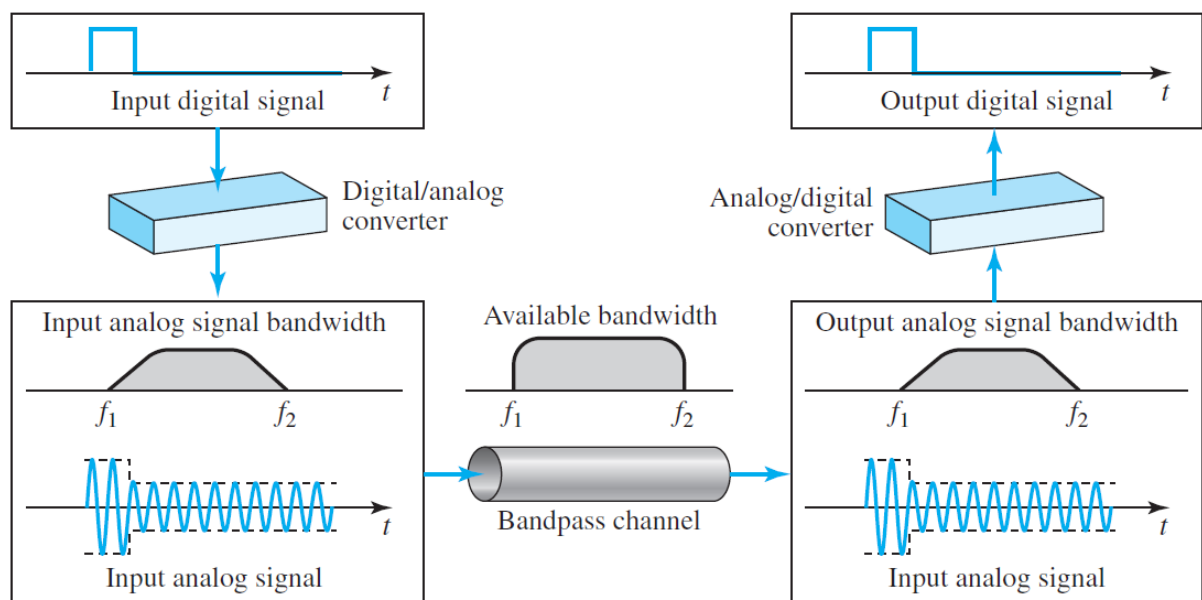 t
Input digital signal
Digital/analog
converter
Input analog signal bandwidth
f1
f2
t
Input analog signal
Available bandwidth
f1
f2
Bandpass channel
t
Output digital signal
Analog/digital
converter
Output analog signal bandwidth
f1
f2
t
Input analog signal